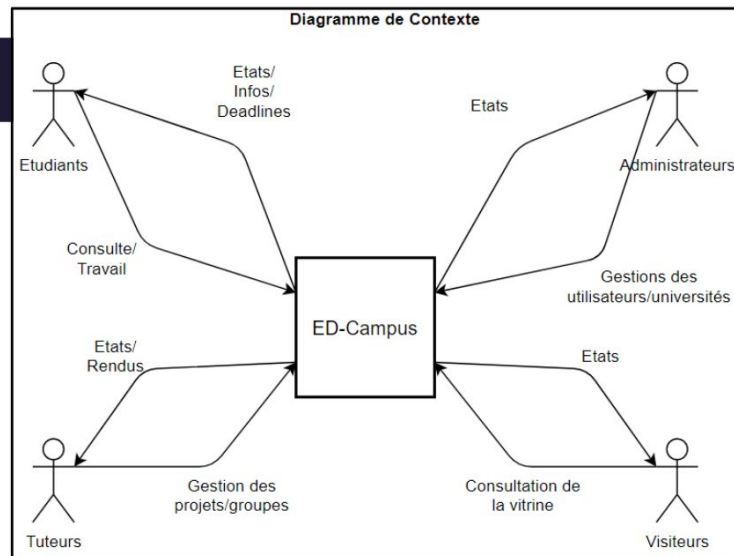 Diagramme de Contexte
Etats/
Infos/
Deadlines
Etats
Etudiants
Administrateurs
Consulte/
Travail
Gestions des
utilisateurs/universités
ED-Campus
Etats/
Rendus
Etats
Gestion des
projets/groupes
Consultation de
la vitrine
Tuteurs
Visiteurs